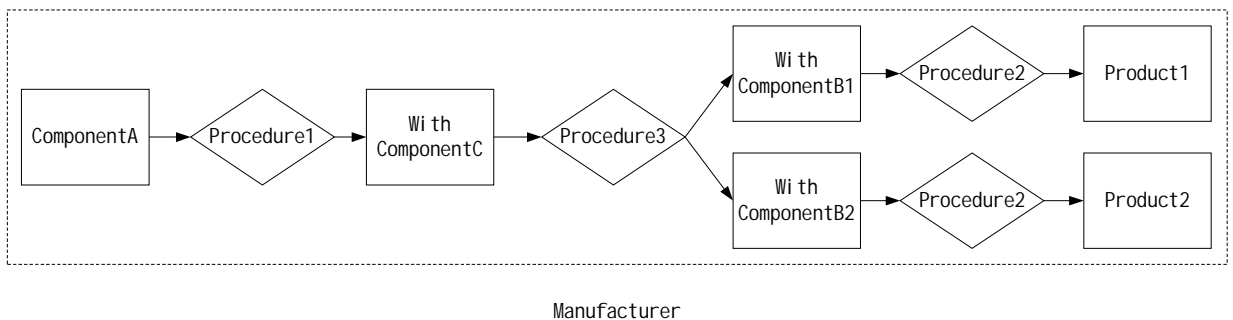 ComponentA
Procedure1
With
ComponentC
Procedure3
With
ComponentB1
Procedure2
Product1
With
ComponentB2
Procedure2
Product2
Manufacturer